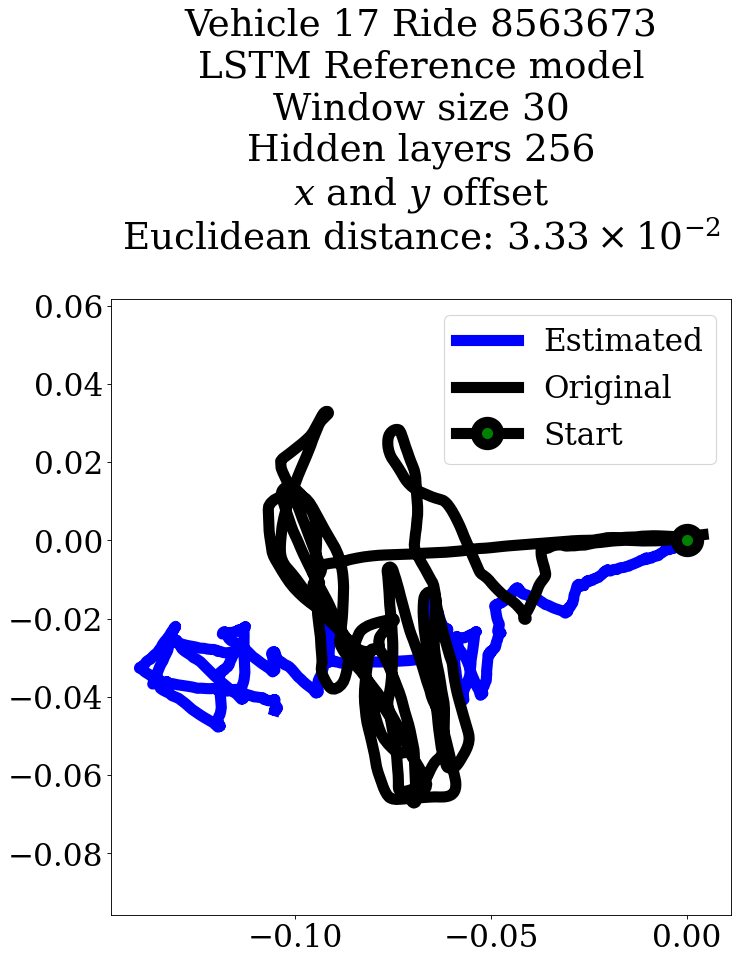 Vehicle 17 Ride 8563673
LSTM Reference model
Window size 30
Hidden layers 256
x and y offset
Euclidean distance: 3.33 × 10⁻²
0.06
0.04
0.02
0.00
−0.02
−0.04
−0.06
−0.08
Estimated
Original
Start
−0.10 −0.05 0.00